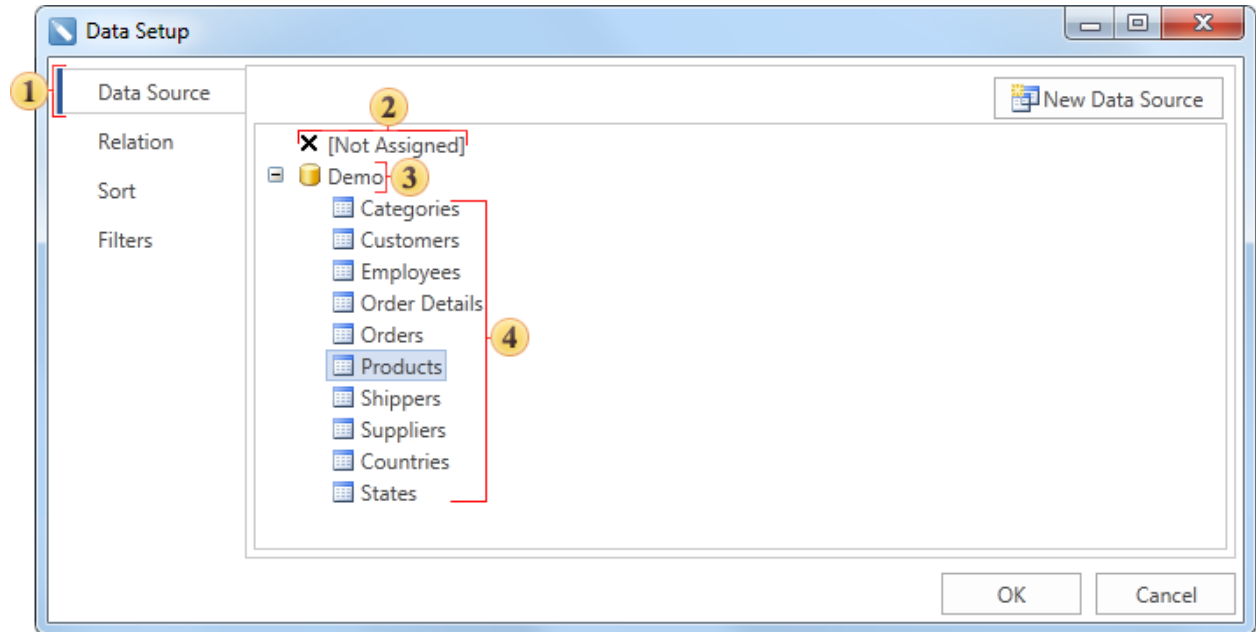 Data Setup
1
Data Source
New Data Source
2
Relation
[Not Assigned]
Demo
3
Sort
Categories
Filters
Customers
Employees
Order Details
Orders
4
Products
Shippers
Suppliers
Countries
States
OK
Cancel